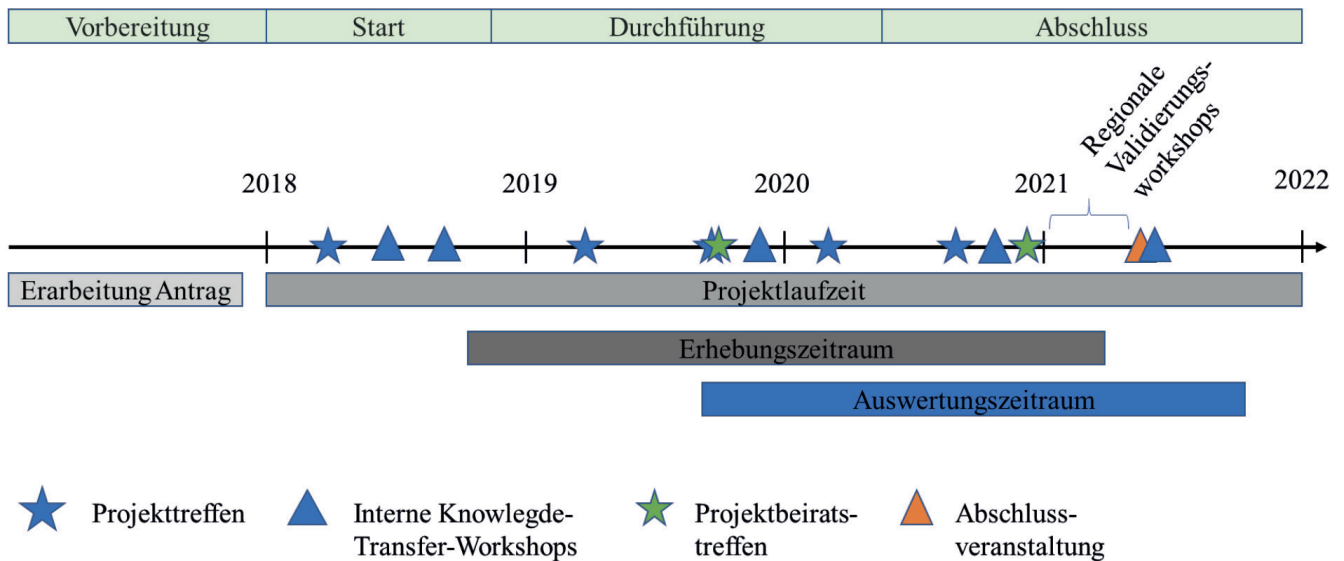 Vorbereitung
Start
Durchführung
Abschluss
Regionale
Validierungs-
workshops
2018
2019
2020
2021
2022
Erarbeitung Antrag
Projektlaufzeit
Erhebungszeitraum
Auswertungszeitraum
Projekttreffen
Interne Knowlegde-
Transfer-Workshops
Projektbeirats-
treffen
Abschluss-
veranstaltung